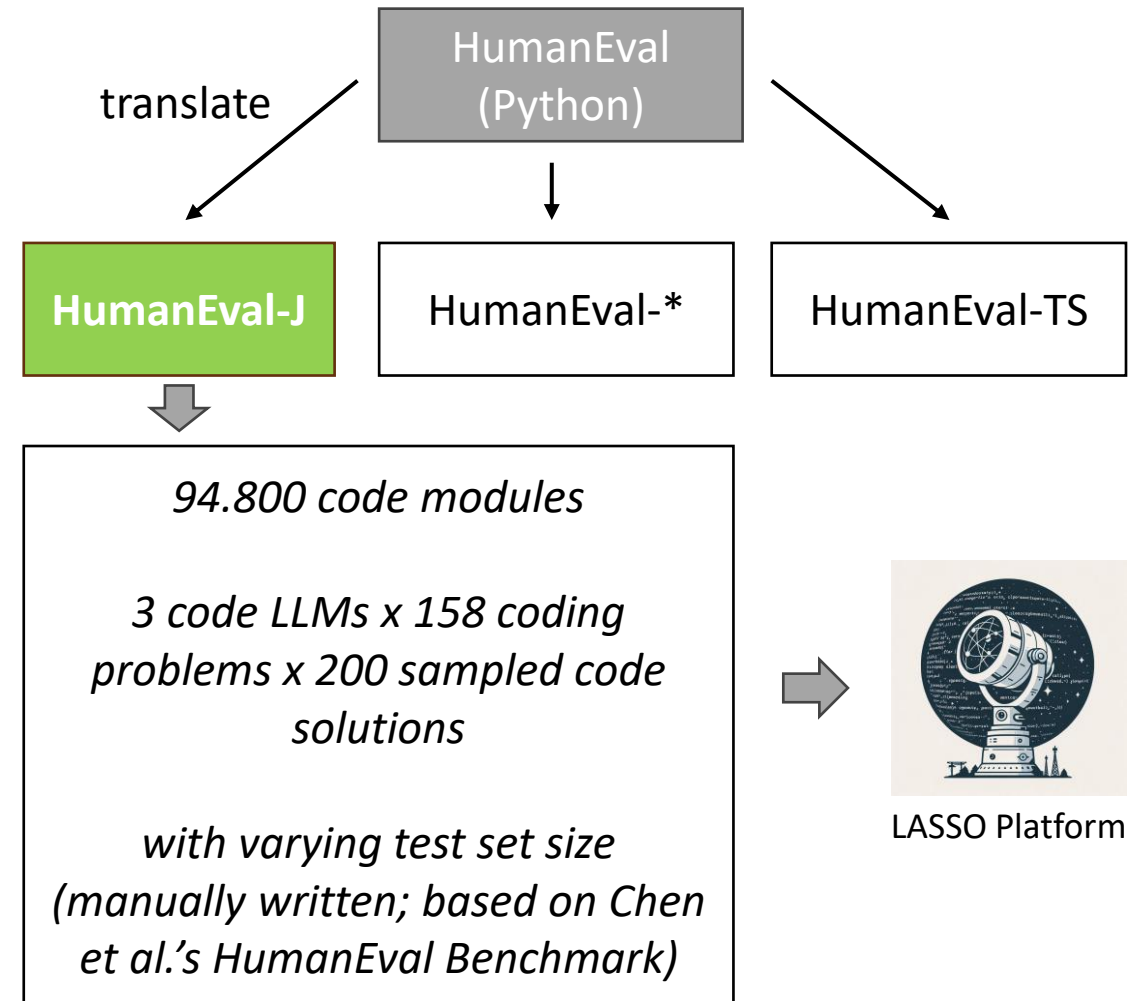 HumanEval
(Python)
translate
HumanEval-J
HumanEval-*
HumanEval-TS
94.800 code modules
3 code LLMs x 158 coding
problems x 200 sampled code
solutions
with varying test set size
(manually written; based on Chen
et al.’s HumanEval Benchmark)
LASSO Platform